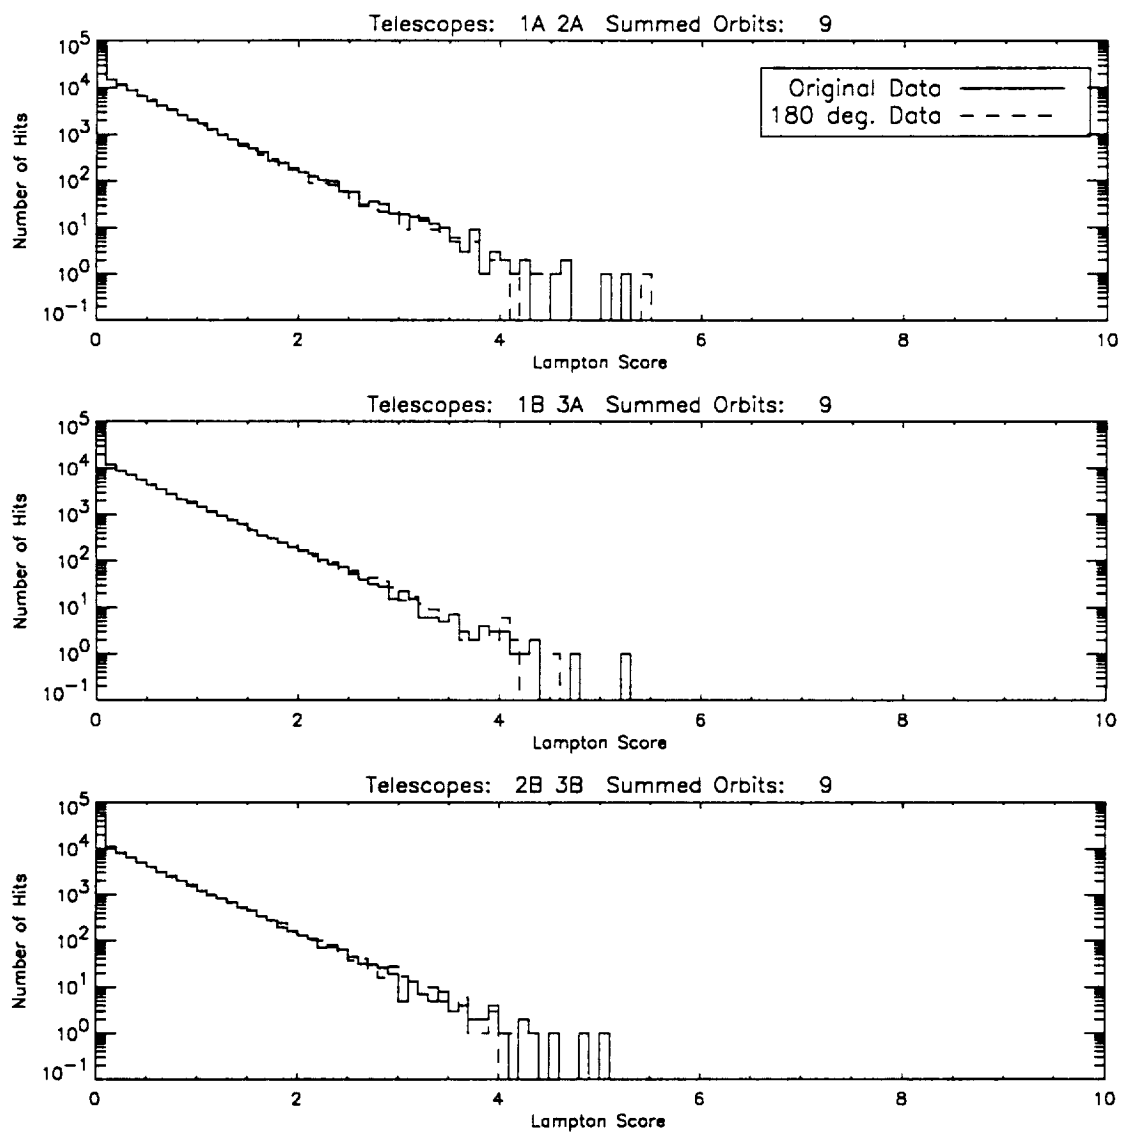 Telescopes: 1A 2A Summed Orbits: 9
Original Data
180 deg. Data
Number of Hits
10^5
10^4
10^3
10^2
10^1
10^0
10^-1
0 2 4 6 8 10
Lampton Score
Telescopes: 1B 3A Summed Orbits: 9
Number of Hits
10^5
10^4
10^3
10^2
10^1
10^0
10^-1
0 2 4 6 8 10
Lampton Score
Telescopes: 2B 3B Summed Orbits: 9
Number of Hits
10^5
10^4
10^3
10^2
10^1
10^0
10^-1
0 2 4 6 8 10
Lampton Score